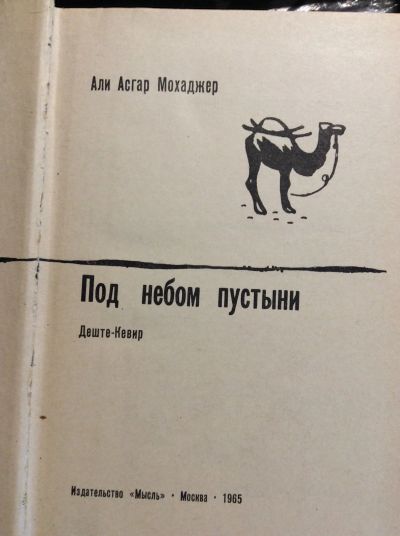 Али Асгар Мохаджер
Под небом пустыни
Деште-Кевир
Издательство «Мысль» · Москва · 1965